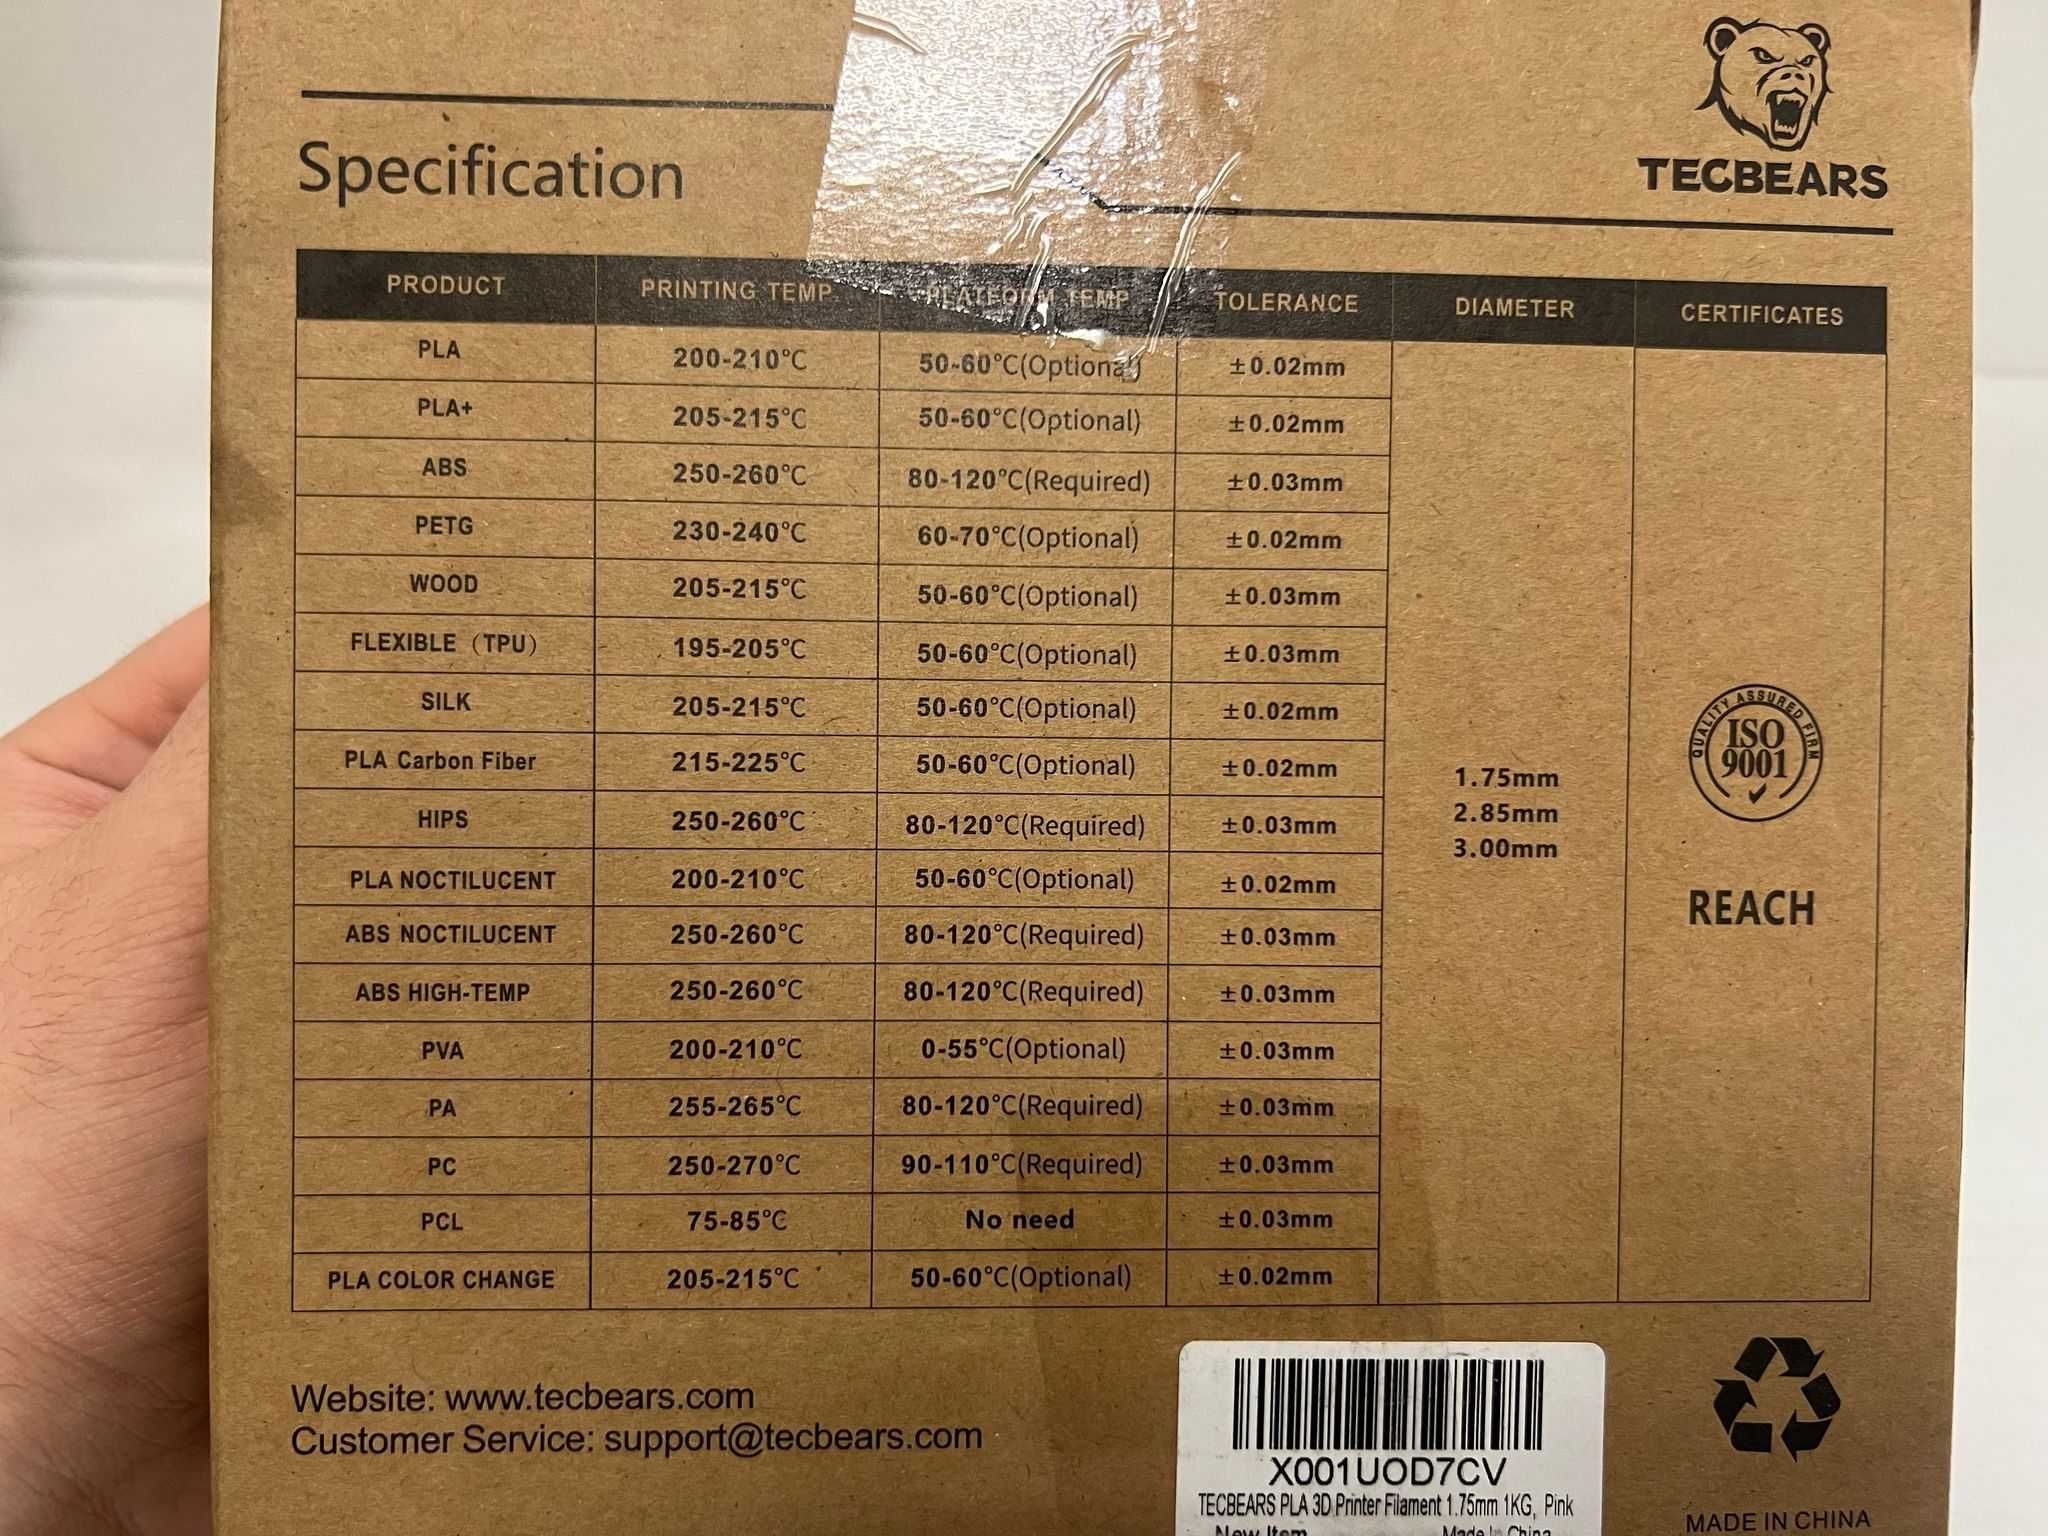 TECBEARS
Specification
PRODUCT PRINTING TEMP PLATFORM TEMP TOLERANCE DIAMETER CERTIFICATES
PLA 200-210℃ 50-60℃(Optional) ±0.02mm
PLA+ 205-215℃ 50-60℃(Optional) ±0.02mm
ABS 250-260℃ 80-120℃(Required) ±0.03mm
PETG 230-240℃ 60-70℃(Optional) ±0.02mm
WOOD 205-215℃ 50-60℃(Optional) ±0.03mm
FLEXIBLE（TPU） 195-205℃ 50-60℃(Optional) ±0.03mm
SILK 205-215℃ 50-60℃(Optional) ±0.02mm
PLA Carbon Fiber 215-225℃ 50-60℃(Optional) ±0.02mm
HIPS 250-260℃ 80-120℃(Required) ±0.03mm
PLA NOCTILUCENT 200-210℃ 50-60℃(Optional) ±0.02mm
ABS NOCTILUCENT 250-260℃ 80-120℃(Required) ±0.03mm
ABS HIGH-TEMP 250-260℃ 80-120℃(Required) ±0.03mm
PVA 200-210℃ 0-55℃(Optional) ±0.03mm
PA 255-265℃ 80-120℃(Required) ±0.03mm
PC 250-270℃ 90-110℃(Required) ±0.03mm
PCL 75-85℃ No need ±0.03mm
PLA COLOR CHANGE 205-215℃ 50-60℃(Optional) ±0.02mm
1.75mm
2.85mm
3.00mm
QUALITY ASSURED FIRM
ISO
9001
REACH
Website: www.tecbears.com
Customer Service: support@tecbears.com
X001UOD7CV
TECBEARS PLA 3D Printer Filament 1.75mm 1KG, Pink
New Item Made In China
MADE IN CHINA